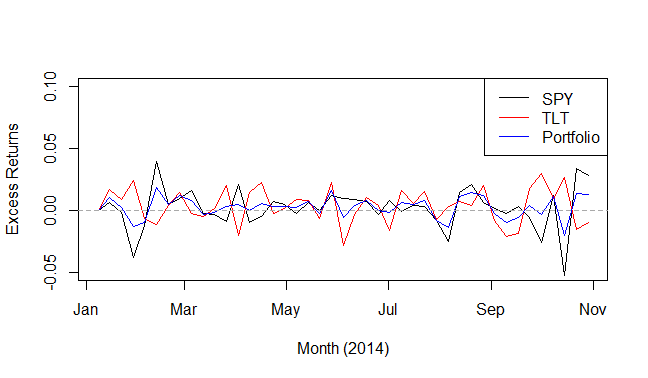 Excess Returns
0.10
0.05
0.00
-0.05
SPY
TLT
Portfolio
Jan Mar May Jul Sep Nov
Month (2014)